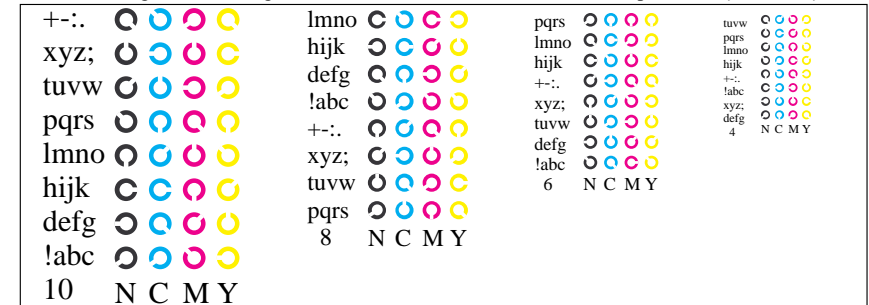 +-:.
xyz;
tuvw
pqrs
lmno
hijk
defg
!abc
10 N C M Y
lmno
hijk
defg
!abc
+-:.
xyz;
tuvw
pqrs
8 N C M Y
pqrs
lmno
hijk
+-:.
xyz;
tuvw
defg
!abc
6 N C M Y
tuvw
pqrs
lmno
hijk
+-:.
!abc
xyz;
defg
4 N C M Y